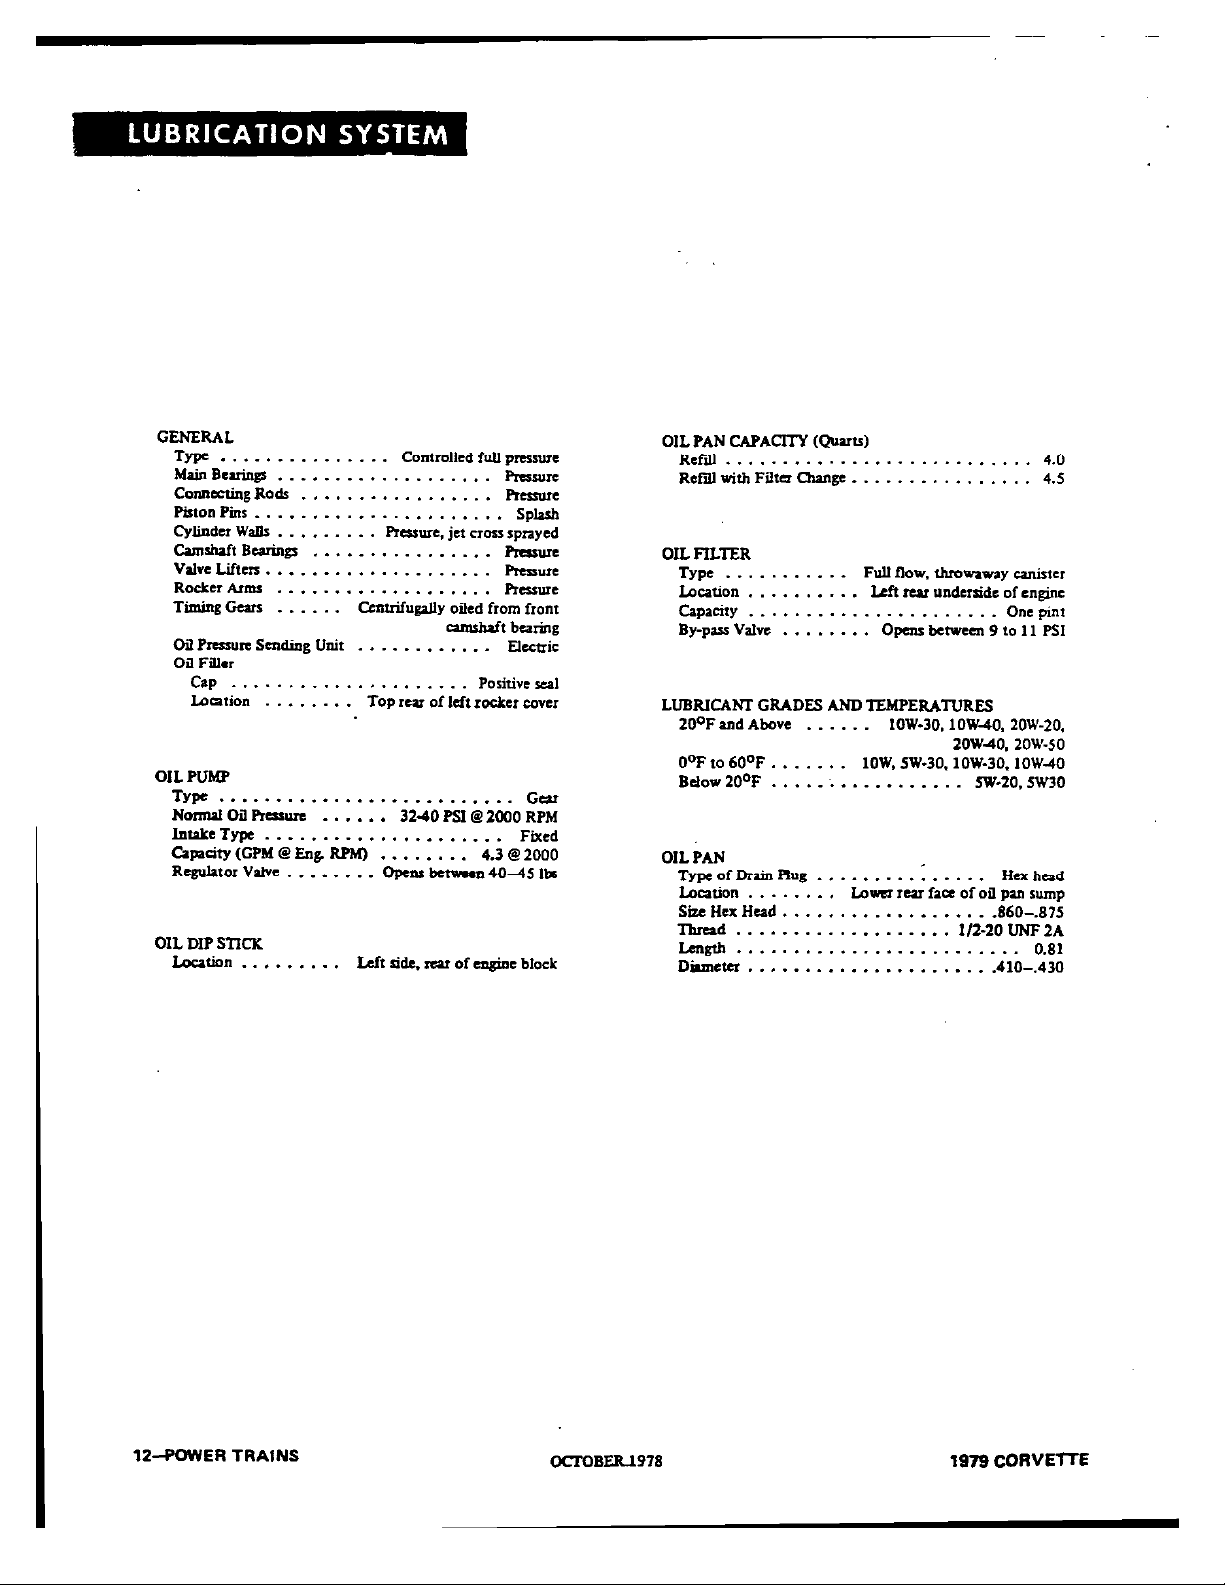 LUBRICATION SYSTEM
GENERAL
Type . . . . . . . . . . . . . . . Controlled full pressure
Main Bearings . . . . . . . . . . . . . . . . . . . Pressure
Connecting Rods . . . . . . . . . . . . . . . . . Pressure
Piston Pins . . . . . . . . . . . . . . . . . . . . . . Splash
Cylinder Walls . . . . . . . . . Pressure, jet cross sprayed
Camshaft Bearings . . . . . . . . . . . . . . . . Pressure
Valve Lifters . . . . . . . . . . . . . . . . . . . . Pressure
Rocker Arms . . . . . . . . . . . . . . . . . . . Pressure
Timing Gears . . . . . . Centrifugally oiled from front
camshaft bearing
Oil Pressure Sending Unit . . . . . . . . . . . . Electric
Oil Filler
Cap . . . . . . . . . . . . . . . . . . . . . Positive seal
Location . . . . . . . . Top rear of left rocker cover
OIL PUMP
Type . . . . . . . . . . . . . . . . . . . . . . . . . . Gear
Normal Oil Pressure . . . . . . 32-40 PSI @ 2000 RPM
Intake Type . . . . . . . . . . . . . . . . . . . . . Fixed
Capacity (GPM @ Eng. RPM) . . . . . . . . 4.3 @ 2000
Regulator Valve . . . . . . . . Opens between 40–45 lbs
OIL DIP STICK
Location . . . . . . . . . Left side, rear of engine block
OIL PAN CAPACITY (Quarts)
Refill . . . . . . . . . . . . . . . . . . . . . . . . . . . 4.0
Refill with Filter Change . . . . . . . . . . . . . . . . 4.5
OIL FILTER
Type . . . . . . . . . . . Full flow, throwaway canister
Location . . . . . . . . . . Left rear underside of engine
Capacity . . . . . . . . . . . . . . . . . . . . . . One pint
By-pass Valve . . . . . . . . Opens between 9 to 11 PSI
LUBRICANT GRADES AND TEMPERATURES
20°F and Above . . . . . . 10W-30, 10W-40, 20W-20,
20W-40, 20W-50
0°F to 60°F . . . . . . . 10W, 5W-30, 10W-30, 10W-40
Below 20°F . . . . . . . . . . . . . . . . . 5W-20, 5W30
OIL PAN
Type of Drain Plug . . . . . . . . . . . . . . . Hex head
Location . . . . . . . . Lower rear face of oil pan sump
Size Hex Head . . . . . . . . . . . . . . . . . . .860–.875
Thread . . . . . . . . . . . . . . . . . . . 1/2-20 UNF 2A
Length . . . . . . . . . . . . . . . . . . . . . . . . . 0.81
Diameter . . . . . . . . . . . . . . . . . . . . . .410–.430
12–POWER TRAINS
OCTOBER-1978
1979 CORVETTE